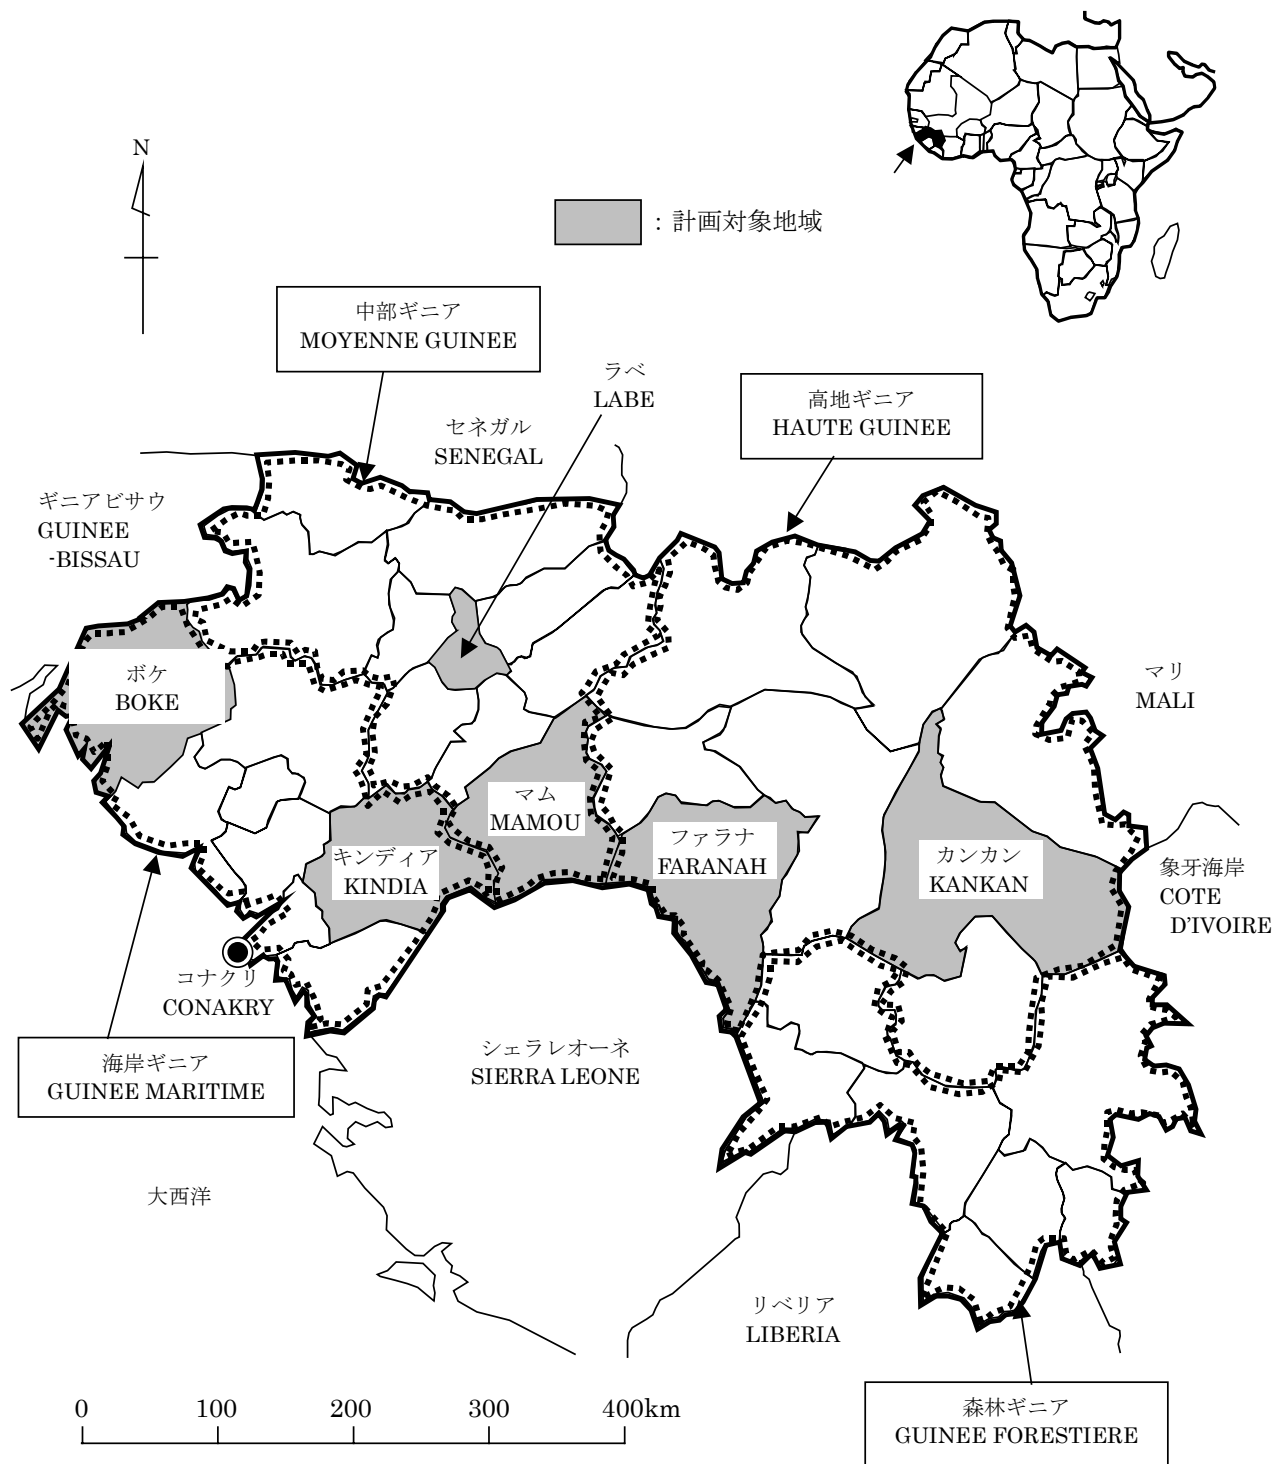 N
：計画対象地域
中部ギニア
MOYENNE GUINEE
ラベ
LABE
高地ギニア
HAUTE GUINEE
セネガル
SENEGAL
ギニアビサウ
GUINEE
-BISSAU
ボケ
BOKE
マリ
MALI
マム
MAMOU
ファラナ
FARANAH
キンディア
KINDIA
カンカン
KANKAN
象牙海岸
COTE
D'IVOIRE
コナクリ
CONAKRY
海岸ギニア
GUINEE MARITIME
シェラレオーネ
SIERRA LEONE
大西洋
リベリア
LIBERIA
森林ギニア
GUINEE FORESTIERE
0 100 200 300 400km